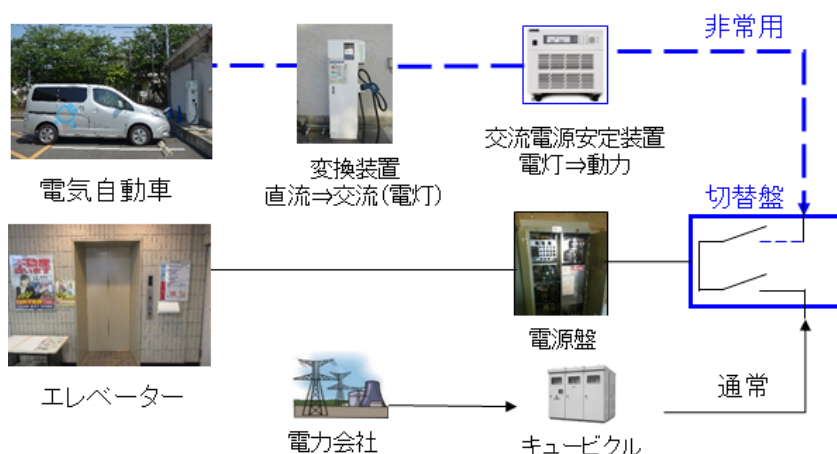 非常用
電気自動車
変換装置
直流⇒交流(電灯)
交流電源安定装置
電灯⇒動力
切替盤
電源盤
エレベーター
通常
電力会社
キュービクル